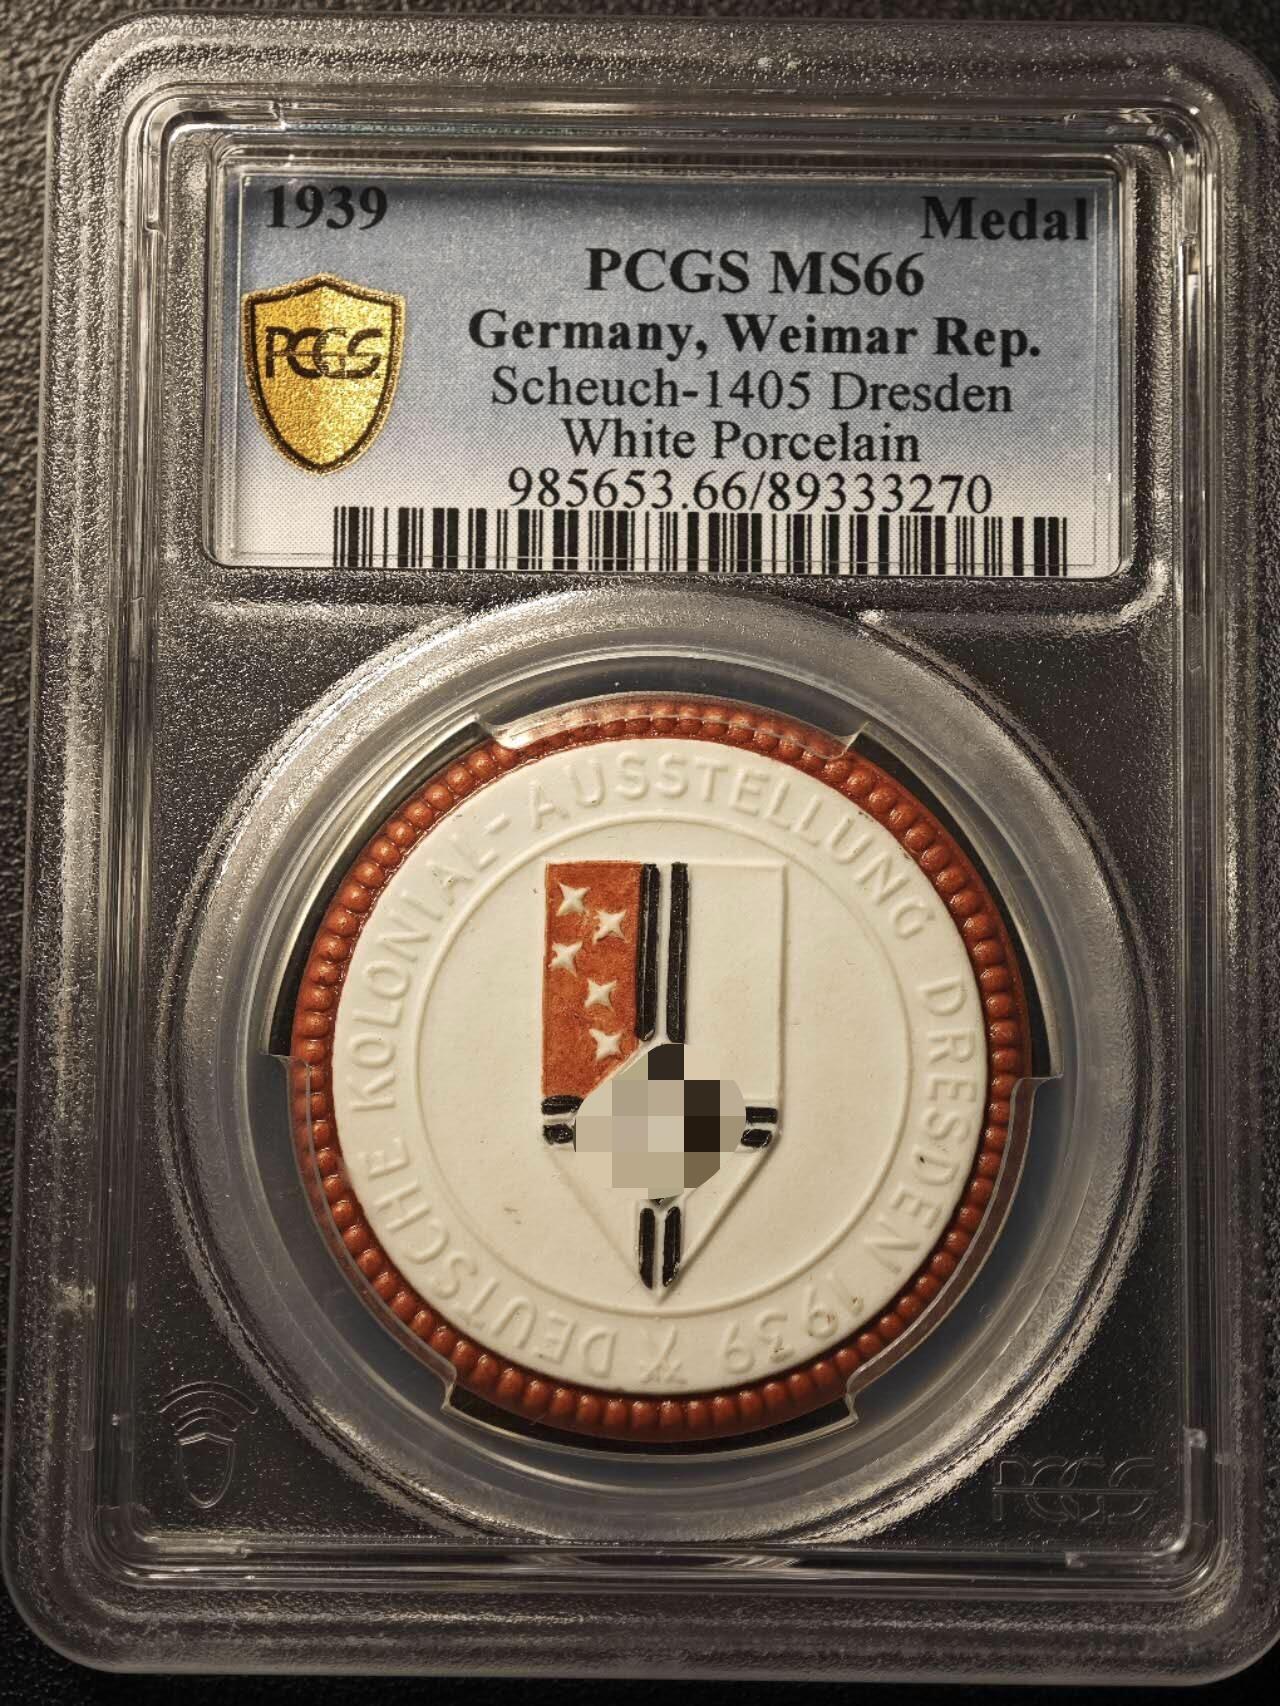 1939
Medal
PCGS MS66
PCGS
Germany, Weimar Rep.
Scheuch-1405 Dresden
White Porcelain
985653.66/89333270
DEUTSCHE KOLONIAL-AUSSTELLUNG DRESDEN 1939
PCGS